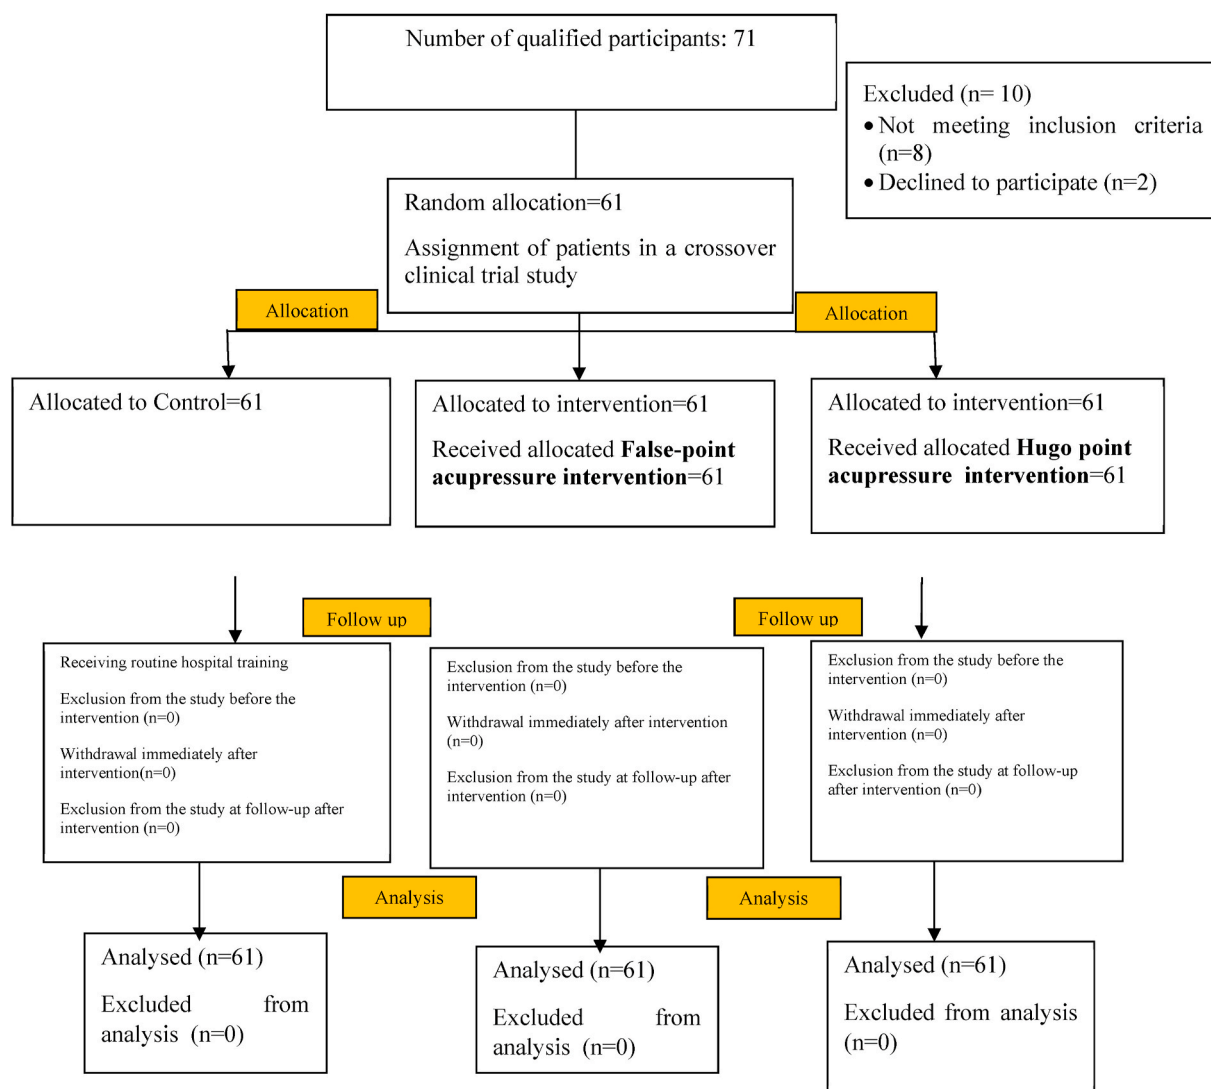 Number of qualified participants: 71
Excluded (n= 10)
• Not meeting inclusion criteria
(n=8)
• Declined to participate (n=2)
Random allocation=61
Assignment of patients in a crossover
clinical trial study
Allocation
Allocation
Allocated to Control=61
Allocated to intervention=61
Received allocated False-point
acupressure intervention=61
Allocated to intervention=61
Received allocated Hugo point
acupressure intervention=61
Follow up
Follow up
Receiving routine hospital training
Exclusion from the study before the
intervention (n=0)
Withdrawal immediately after
intervention(n=0)
Exclusion from the study at follow-up after
intervention (n=0)
Exclusion from the study before the
intervention (n=0)
Withdrawal immediately after intervention
(n=0)
Exclusion from the study at follow-up after
intervention (n=0)
Exclusion from the study before the
intervention (n=0)
Withdrawal immediately after
intervention (n=0)
Exclusion from the study at follow-up
after intervention (n=0)
Analysis
Analysis
Analysed (n=61)
Excluded from
analysis (n=0)
Analysed (n=61)
Excluded from
analysis (n=0)
Analysed (n=61)
Excluded from analysis
(n=0)